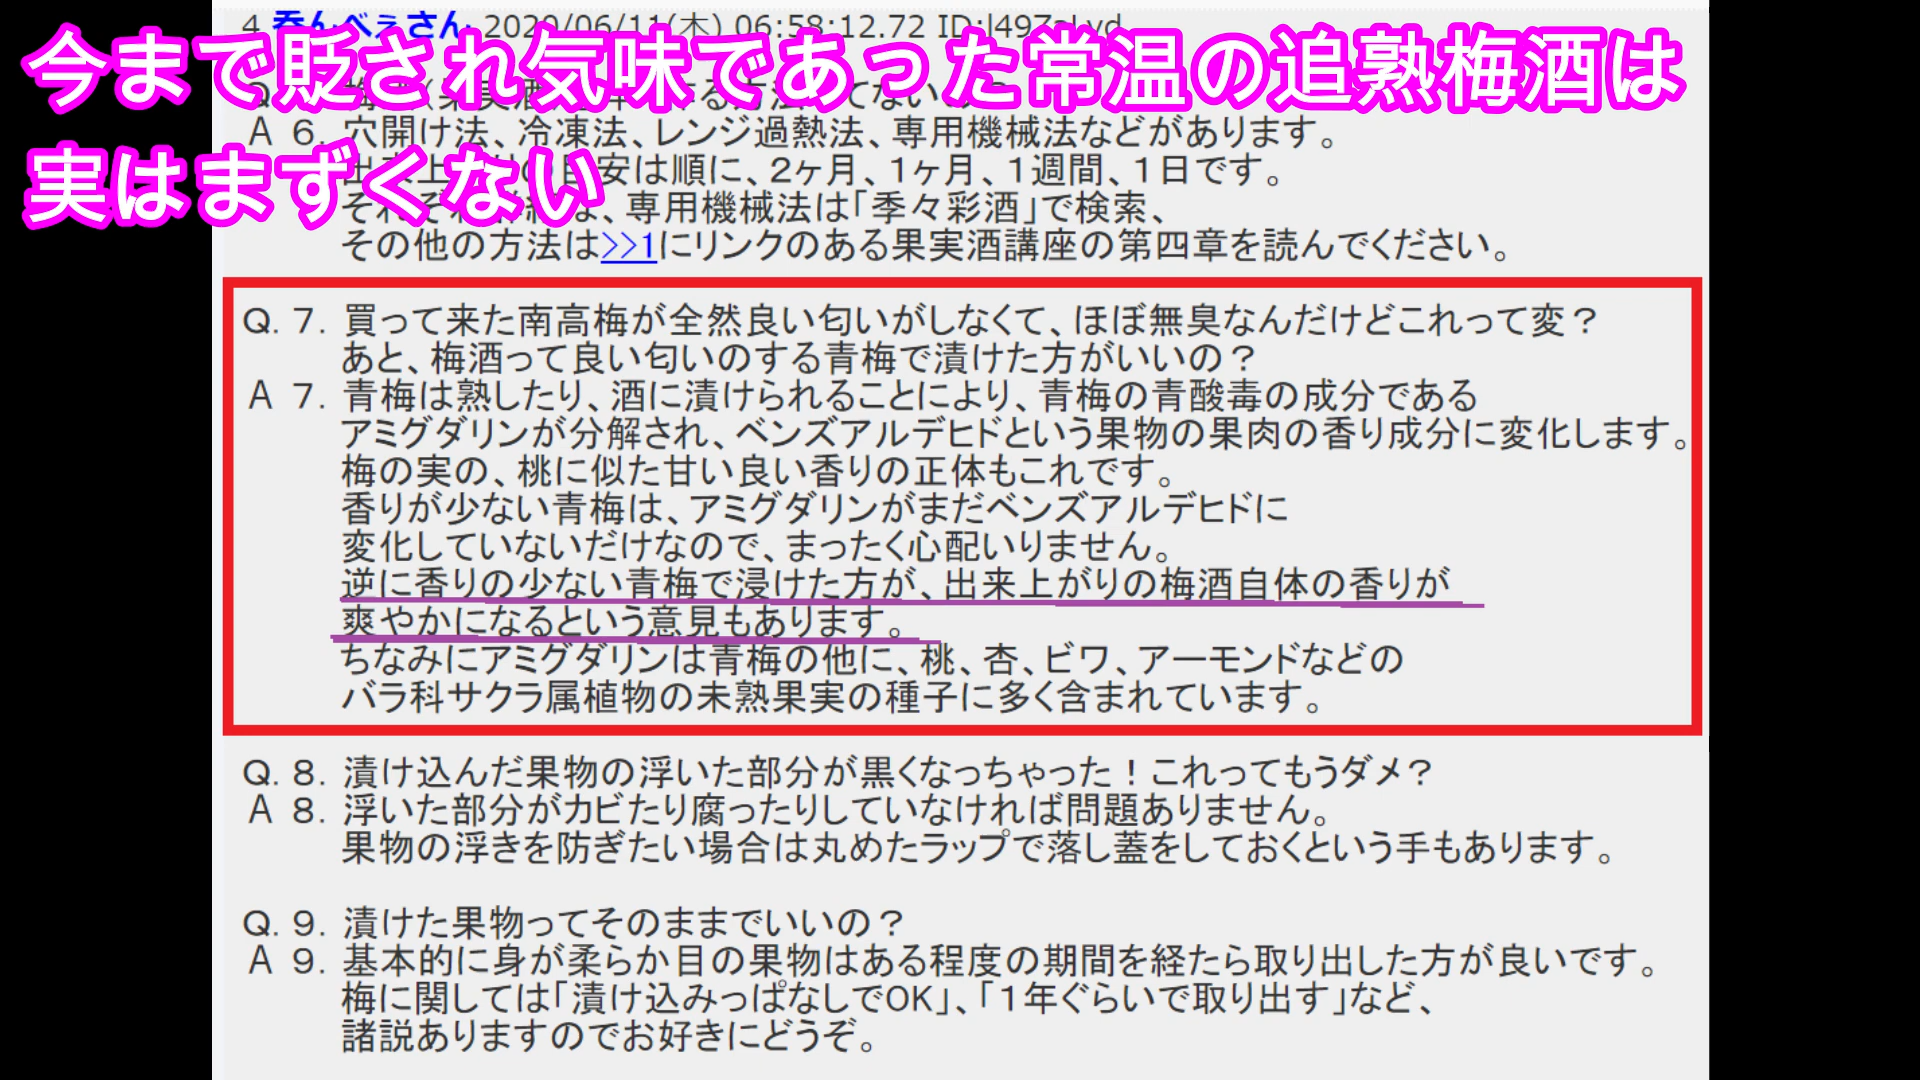 4 呑んべぇさん 2020/06/11(木) 06:58:12.72
今まで貶され気味であった常温の追熟梅酒は
実はまずくない
A 6. 穴開け法、冷凍法、レンジ過熱法、専用機械法などがあります。
出来上がりの目安は順に、2ヶ月、1ヶ月、1週間、1日です。
それぞれ詳細は、専用機械法は「季々彩酒」で検索、
その他の方法は>>1にリンクのある果実酒講座の第四章を読んでください。
Q. 7. 買って来た南高梅が全然良い匂いがしなくて、ほぼ無臭なんだけどこれって変？
あと、梅酒って良い匂いのする青梅で漬けた方がいいの？
A 7. 青梅は熟したり、酒に漬けられることにより、青梅の青酸毒の成分である
アミグダリンが分解され、ベンズアルデヒドという果物の果肉の香り成分に変化します。
梅の実の、桃に似た甘い良い香りの正体もこれです。
香りが少ない青梅は、アミグダリンがまだベンズアルデヒドに
変化していないだけなので、まったく心配いりません。
逆に香りの少ない青梅で浸けた方が、出来上がりの梅酒自体の香りが
爽やかになるという意見もあります。
ちなみにアミグダリンは青梅の他に、桃、杏、ビワ、アーモンドなどの
バラ科サクラ属植物の未熟果実の種子に多く含まれています。
Q. 8. 漬け込んだ果物の浮いた部分が黒くなっちゃった！これってもうダメ？
A 8. 浮いた部分がカビたり腐ったりしていなければ問題ありません。
果物の浮きを防ぎたい場合は丸めたラップで落し蓋をしておくという手もあります。
Q. 9. 漬けた果物ってそのままでいいの？
A 9. 基本的に身が柔らか目の果物はある程度の期間を経たら取り出した方が良いです。
梅に関しては「漬け込みっぱなしでOK」、「1年ぐらいで取り出す」など、
諸説ありますのでお好きにどうぞ。